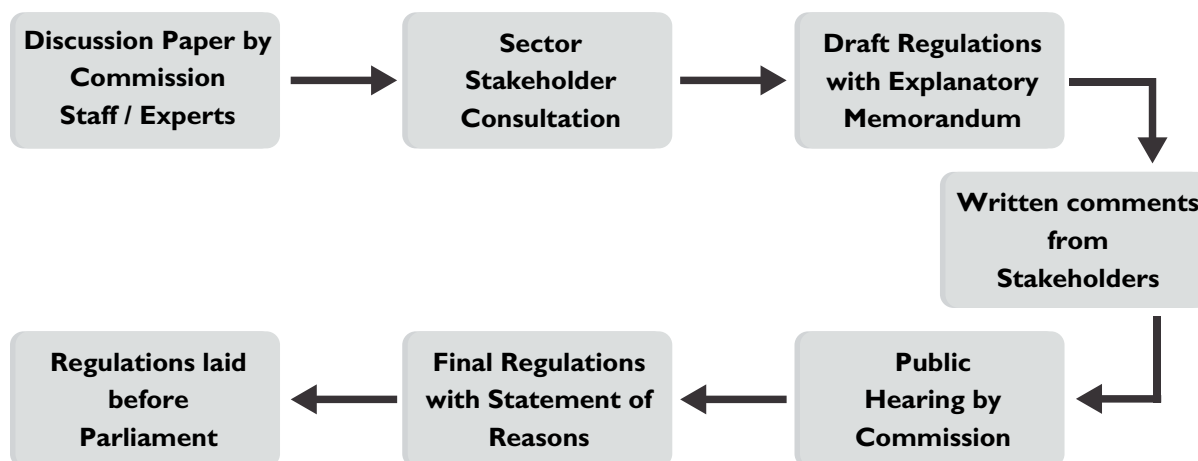 Discussion Paper by
Commission
Staff / Experts
Sector
Stakeholder
Consultation
Draft Regulations
with Explanatory
Memorandum
Written comments
from
Stakeholders
Public
Hearing by
Commission
Final Regulations
with Statement of
Reasons
Regulations laid
before
Parliament